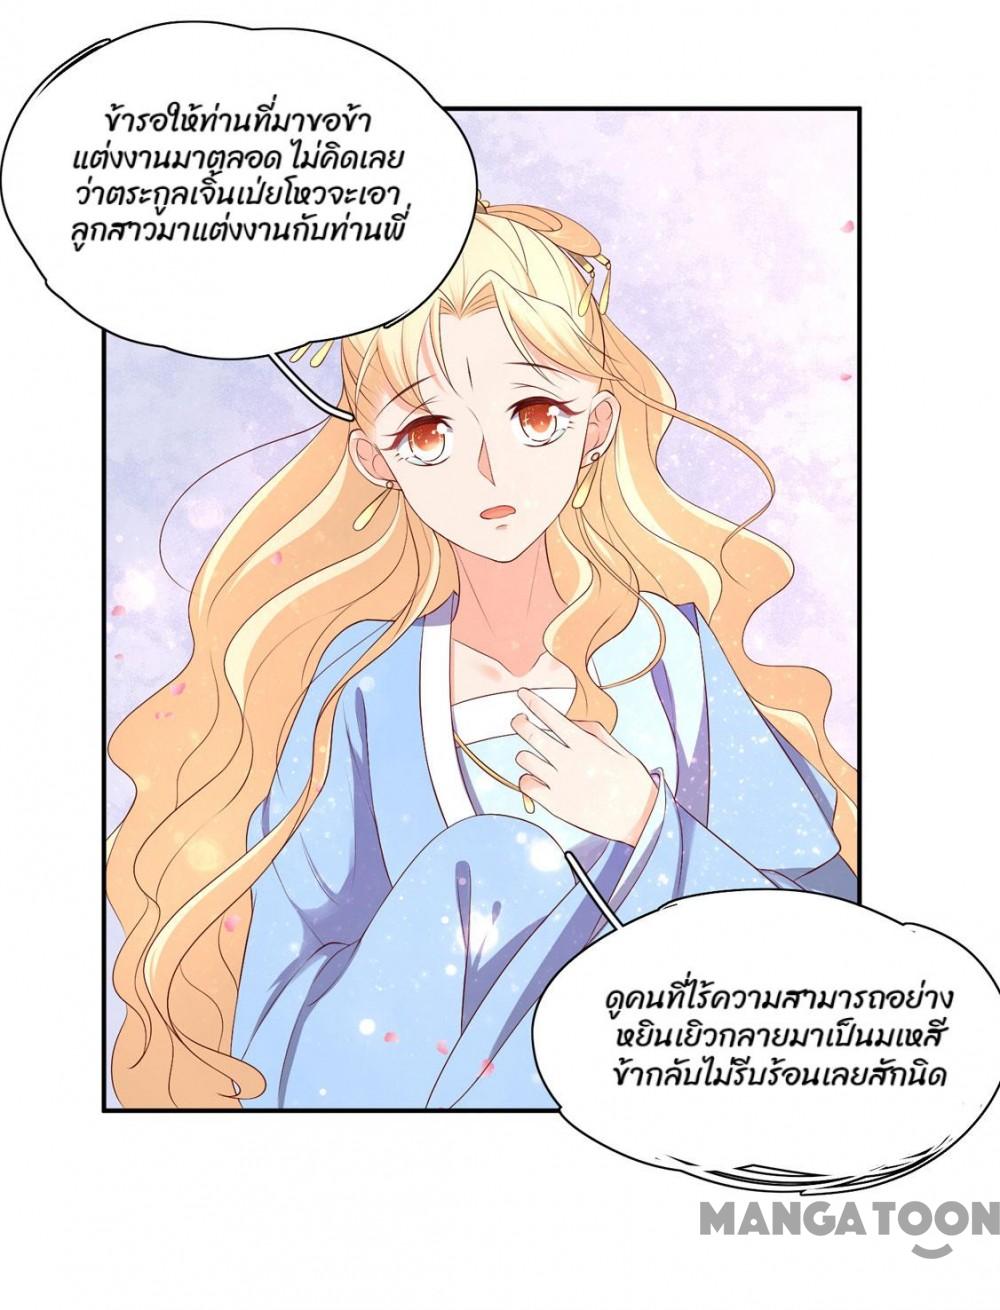 ข้ารอให้ท่านที่มาขอข้า
แต่งงานมาตลอด ไม่คิดเลย
ว่าตระกูลเจิ้นเป่ยโหวจะเอา
ลูกสาวมาแต่งงานกับท่านพี่
ดูคนที่ไร้ความสามารถอย่าง
หยินเยิวกลายมาเป็นมเหสี
ข้ากลับไม่รีบร้อนเลยสักนิด
MANGATOON